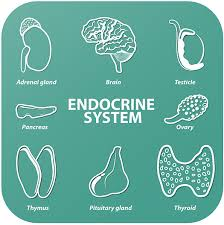 Adrenal gland
Brain
Testicle
ENDOCRINE
SYSTEM
Pancreas
Ovary
Thymus
Pituitary gland
Thyroid